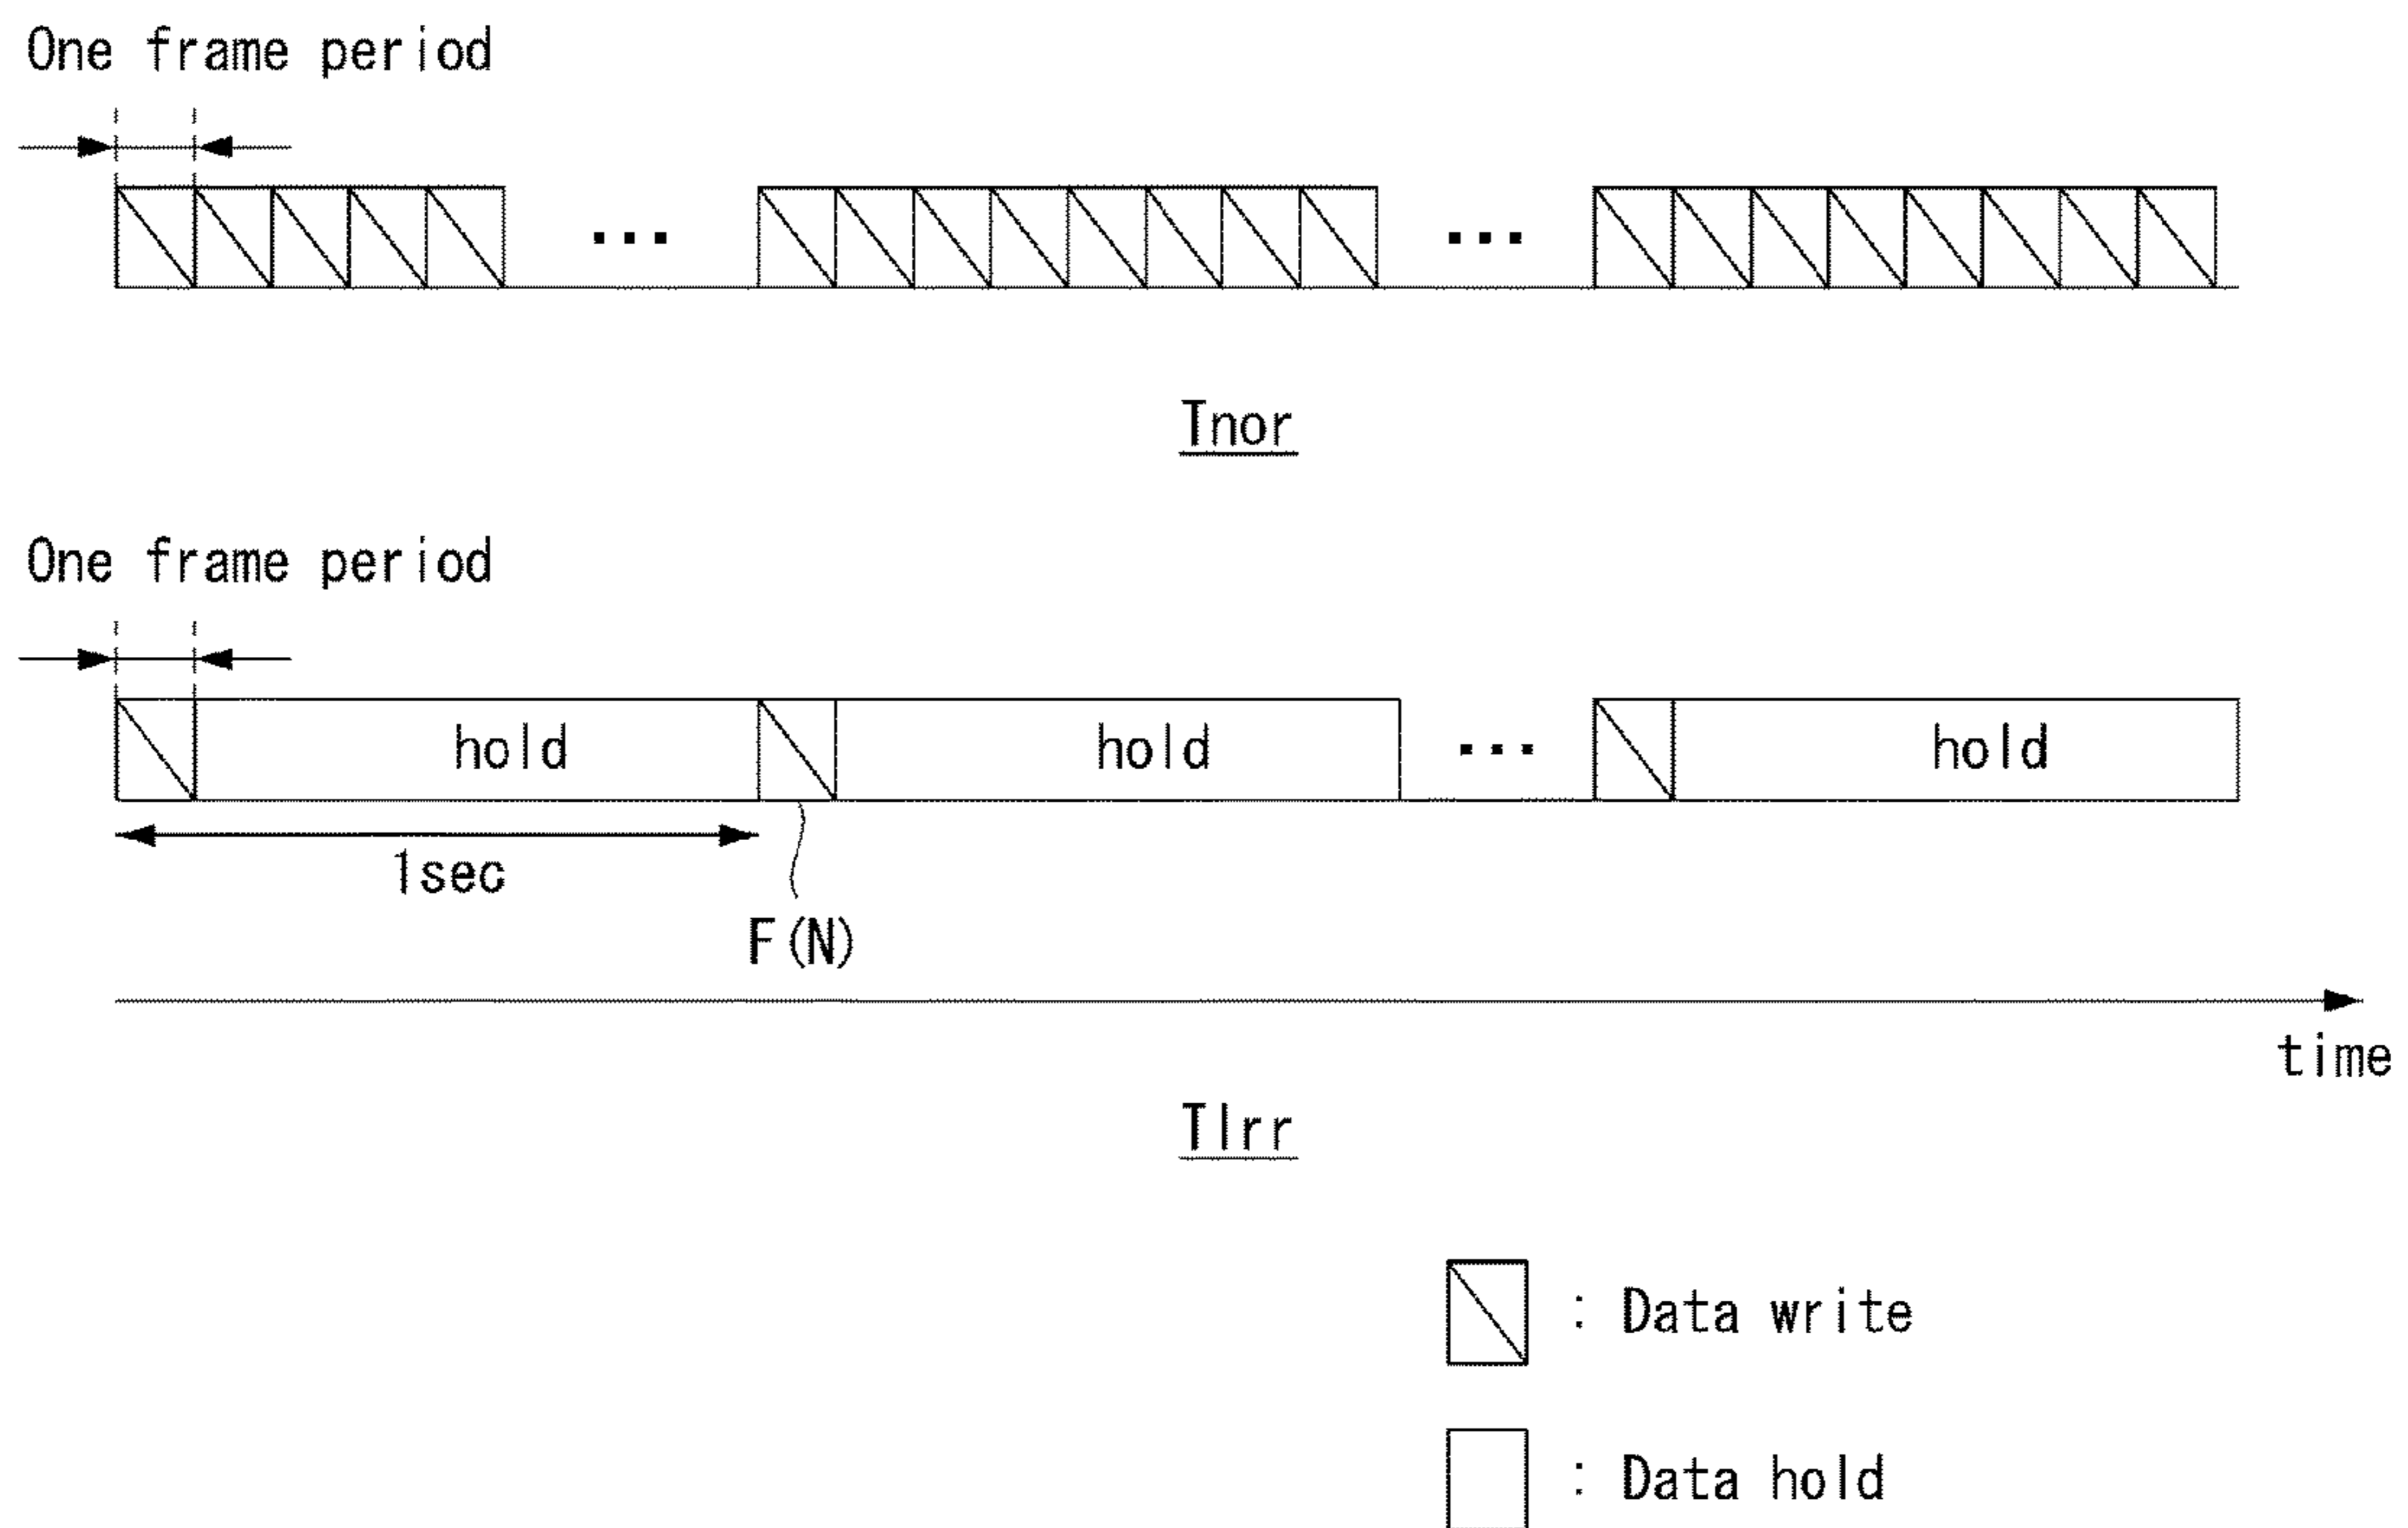 One frame period
...
...
Tnor
One frame period
hold
hold
...
hold
1sec
F(N)
time
Tlrr
: Data write
: Data hold